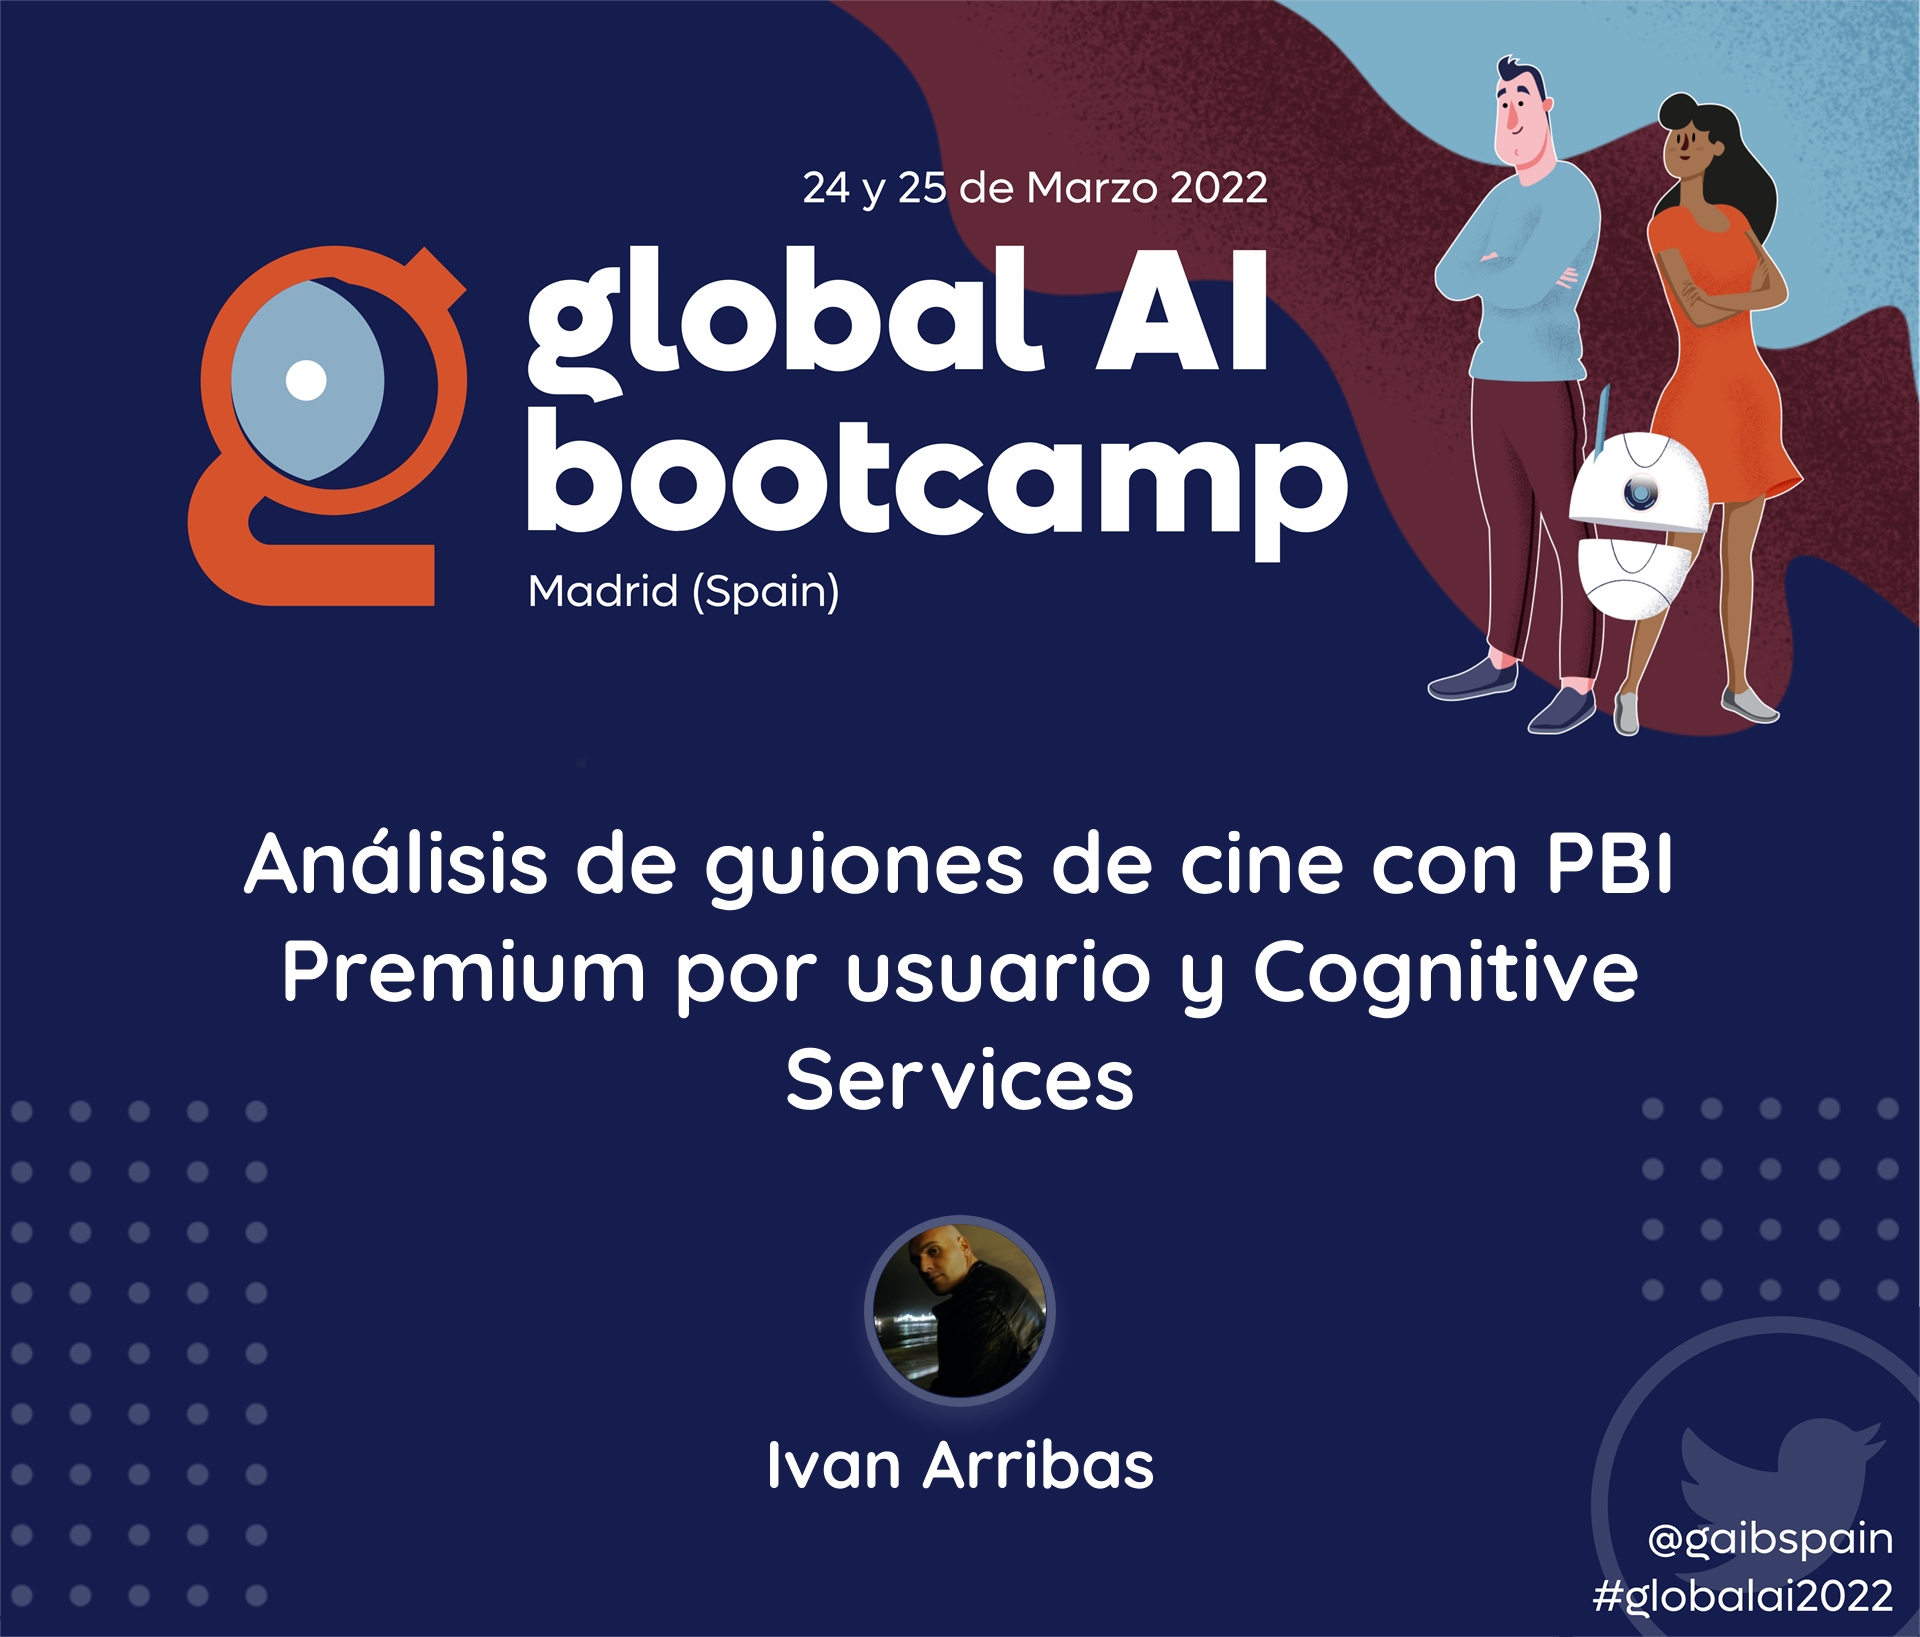 24 y 25 de Marzo 2022
global AI
bootcamp
Madrid (Spain)
Análisis de guiones de cine con PBI
Premium por usuario y Cognitive
Services
Ivan Arribas
@gaibspain
#globalai2022